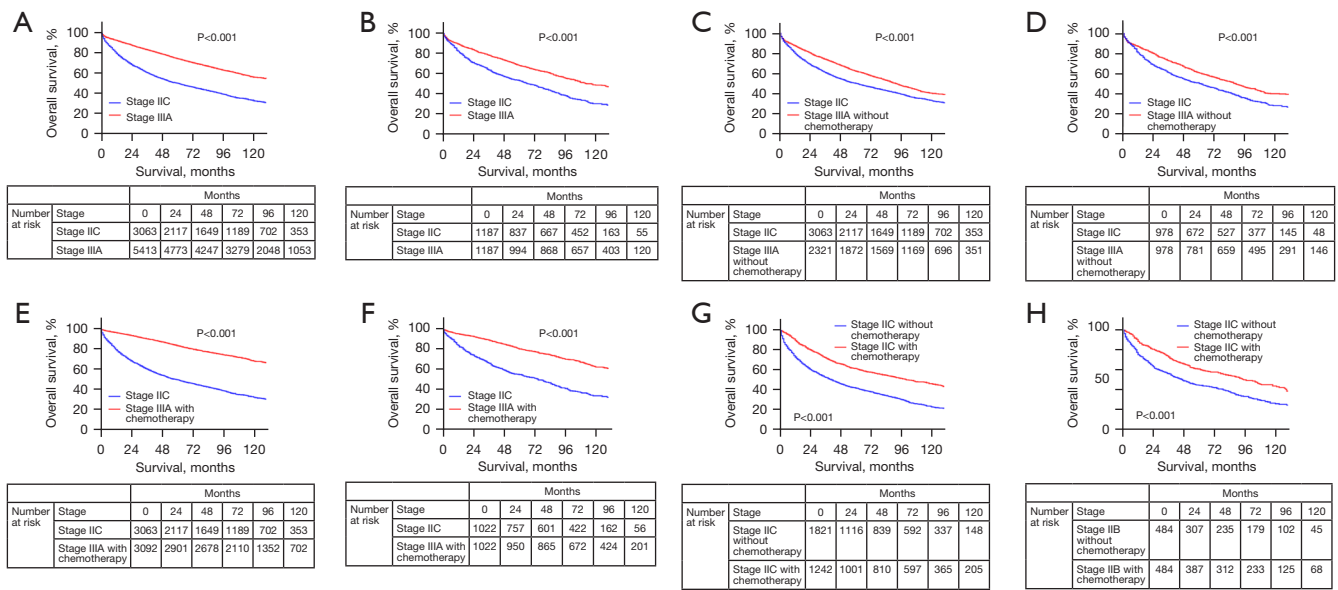 A
Overall survival, %
100
80
60
40
20
0
P<0.001
Stage IIC
Stage IIIA
0 24 48 72 96 120
Survival, months
Months
Number at risk Stage 0 24 48 72 96 120
Stage IIC 3063 2117 1649 1189 702 353
Stage IIIA 5413 4773 4247 3279 2048 1053
B
Overall survival, %
100
80
60
40
20
0
P<0.001
Stage IIC
Stage IIIA
0 24 48 72 96 120
Survival, months
Months
Number at risk Stage 0 24 48 72 96 120
Stage IIC 1187 837 667 452 163 55
Stage IIIA 1187 994 868 657 403 120
C
Overall survival, %
100
80
60
40
20
0
P<0.001
Stage IIC
Stage IIIA without
chemotherapy
0 24 48 72 96 120
Survival, months
Months
Number at risk Stage 0 24 48 72 96 120
Stage IIC 3063 2117 1649 1189 702 353
Stage IIIA without chemotherapy 2321 1872 1569 1169 696 351
D
Overall survival, %
100
80
60
40
20
0
P<0.001
Stage IIC
Stage IIIA without
chemotherapy
0 24 48 72 96 120
Survival, months
Months
Number at risk Stage 0 24 48 72 96 120
Stage IIC 978 672 527 377 145 48
Stage IIIA without chemotherapy 978 781 659 495 291 146
E
Overall survival, %
100
80
60
40
20
0
P<0.001
Stage IIC
Stage IIIA with
chemotherapy
0 24 48 72 96 120
Survival, months
Months
Number at risk Stage 0 24 48 72 96 120
Stage IIC 3063 2117 1649 1189 702 353
Stage IIIA with chemotherapy 3092 2901 2678 2110 1352 702
F
Overall survival, %
100
80
60
40
20
0
P<0.001
Stage IIC
Stage IIIA with
chemotherapy
0 24 48 72 96 120
Survival, months
Months
Number at risk Stage 0 24 48 72 96 120
Stage IIC 1022 757 601 422 162 56
Stage IIIA with chemotherapy 1022 950 865 672 424 201
G
Overall survival, %
100
80
60
40
20
0
Stage IIC without
chemotherapy
Stage IIC with
chemotherapy
P<0.001
0 24 48 72 96 120
Survival, months
Months
Number at risk Stage 0 24 48 72 96 120
Stage IIC without chemotherapy 1821 1116 839 592 337 148
Stage IIC with chemotherapy 1242 1001 810 597 365 205
H
Overall survival, %
100
50
0
Stage IIC without
chemotherapy
Stage IIC with
chemotherapy
P<0.001
0 24 48 72 96 120
Survival, months
Months
Number at risk Stage 0 24 48 72 96 120
Stage IIB without chemotherapy 484 307 235 179 102 45
Stage IIB with chemotherapy 484 387 312 233 125 68